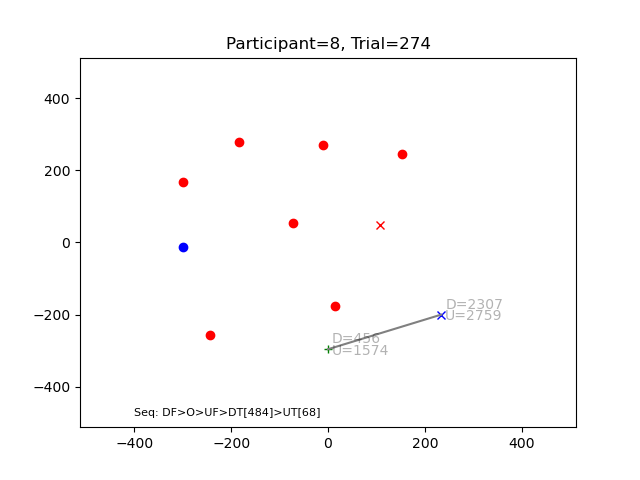 Participant=8, Trial=274
400
200
0
−200
−400
D=2307
U=2759
D=456
U=1574
Seq: DF>O>UF>DT[484]>UT[68]
−400 −200 0 200 400